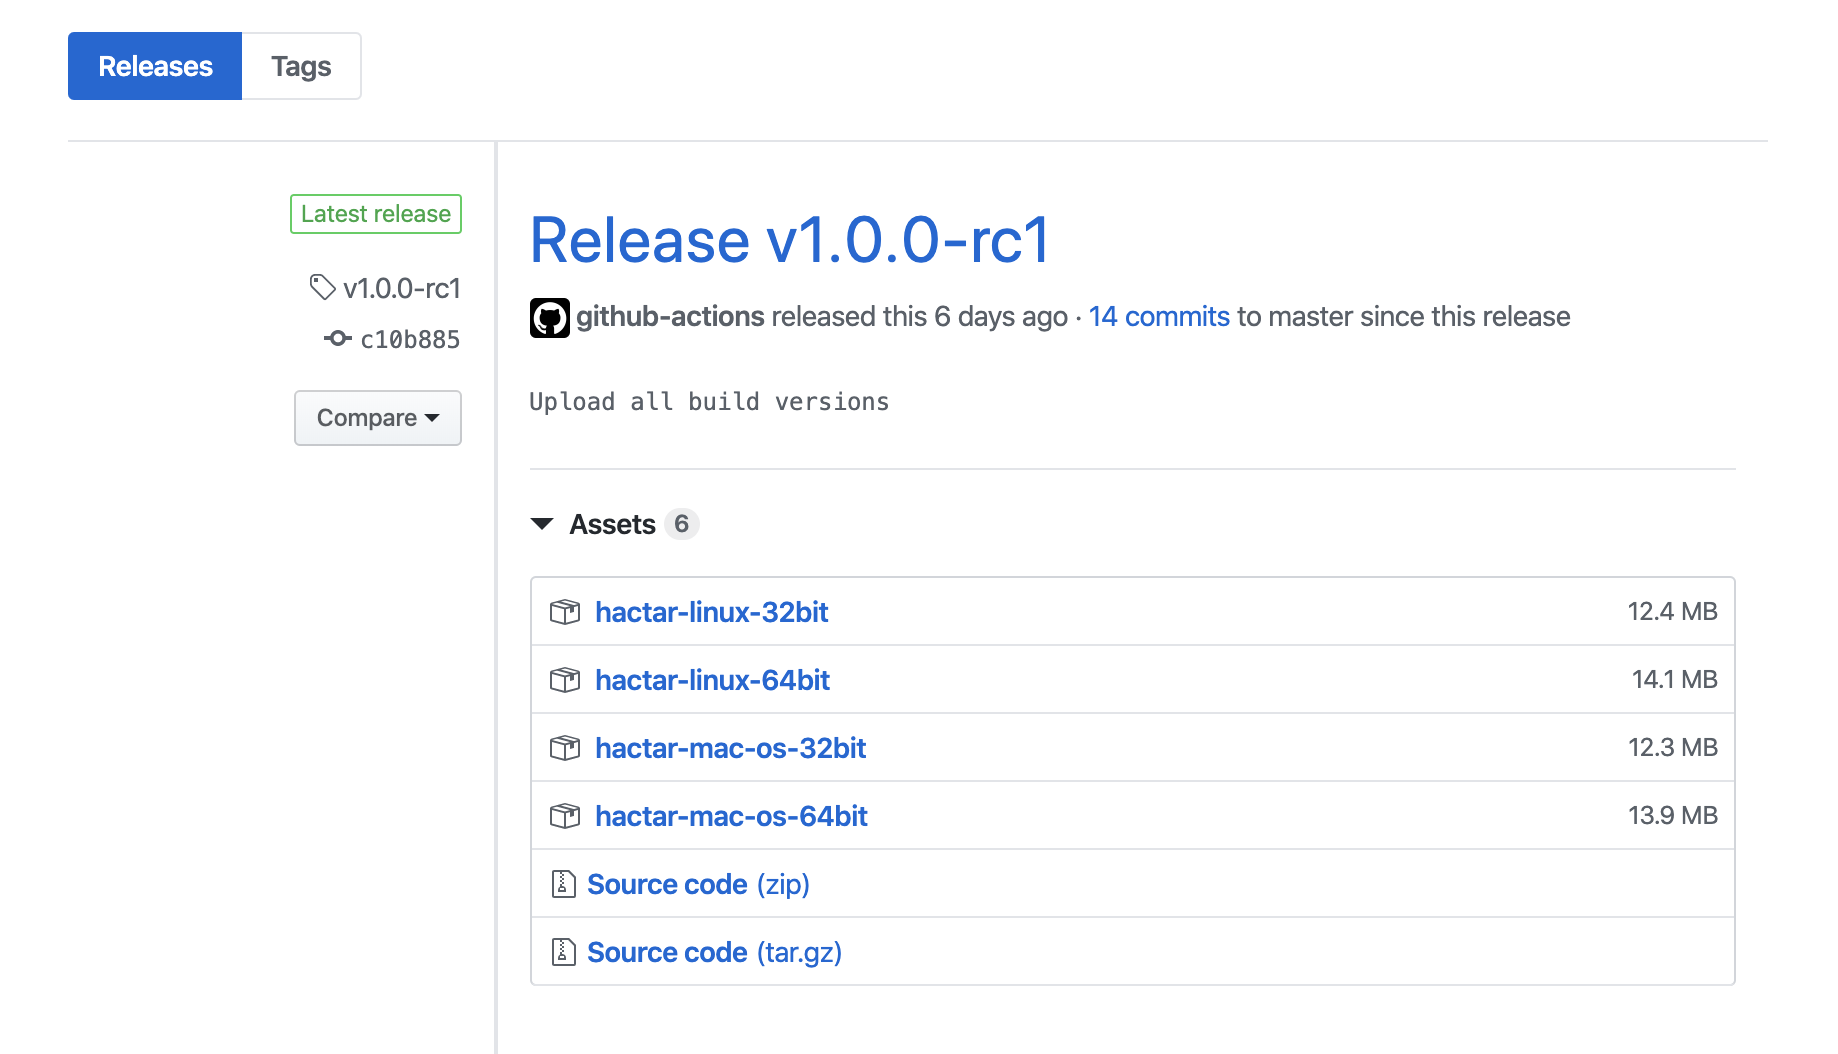 Releases Tags
Latest release
v1.0.0-rc1
c10b885
Compare
Release v1.0.0-rc1
github-actions released this 6 days ago · 14 commits to master since this release
Upload all build versions
Assets 6
hactar-linux-32bit 12.4 MB
hactar-linux-64bit 14.1 MB
hactar-mac-os-32bit 12.3 MB
hactar-mac-os-64bit 13.9 MB
Source code (zip)
Source code (tar.gz)